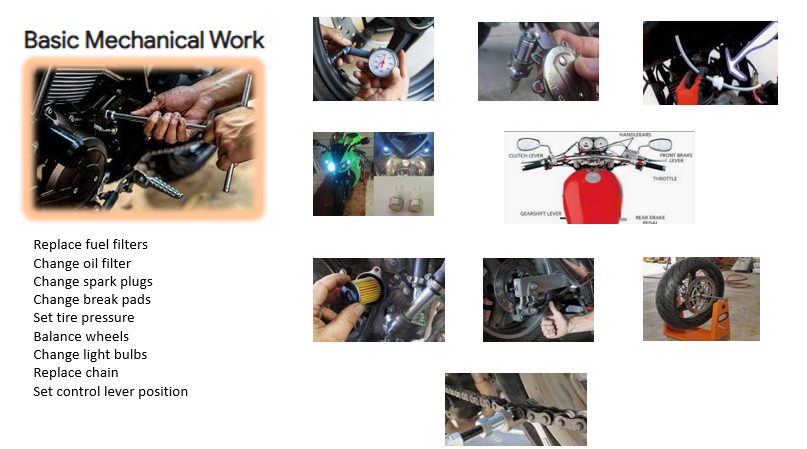 Basic Mechanical Work
Replace fuel filters
Change oil filter
Change spark plugs
Change break pads
Set tire pressure
Balance wheels
Change light bulbs
Replace chain
Set control lever position
HANDLEBARS
CLUTCH LEVER
FRONT BRAKE
LEVER
THROTTLE
GEARSHIFT LEVER
REAR BRAKE
PEDAL